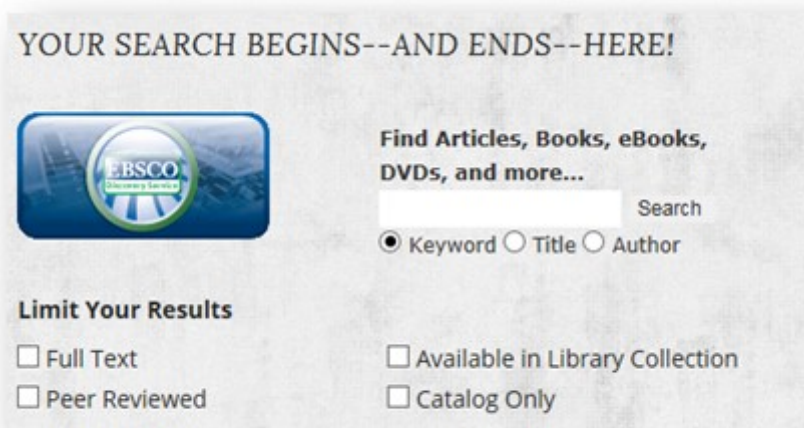 YOUR SEARCH BEGINS--AND ENDS--HERE!
EBSCO
Discovery Service
Find Articles, Books, eBooks,
DVDs, and more...
Search
Keyword Title Author
Limit Your Results
Full Text
Available in Library Collection
Peer Reviewed
Catalog Only